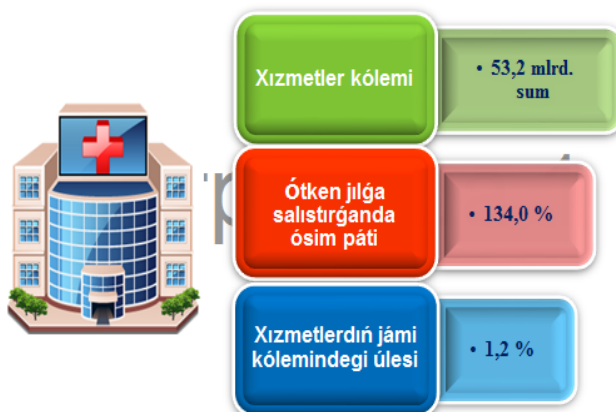 Xızmetler kólemi
• 53,2 mlrd.
sum
Ótken jılǵa
salıstırǵanda
ósim páti
• 134,0 %
Xızmetlerdiń jámi
kólemindegi úlesi
• 1,2 %